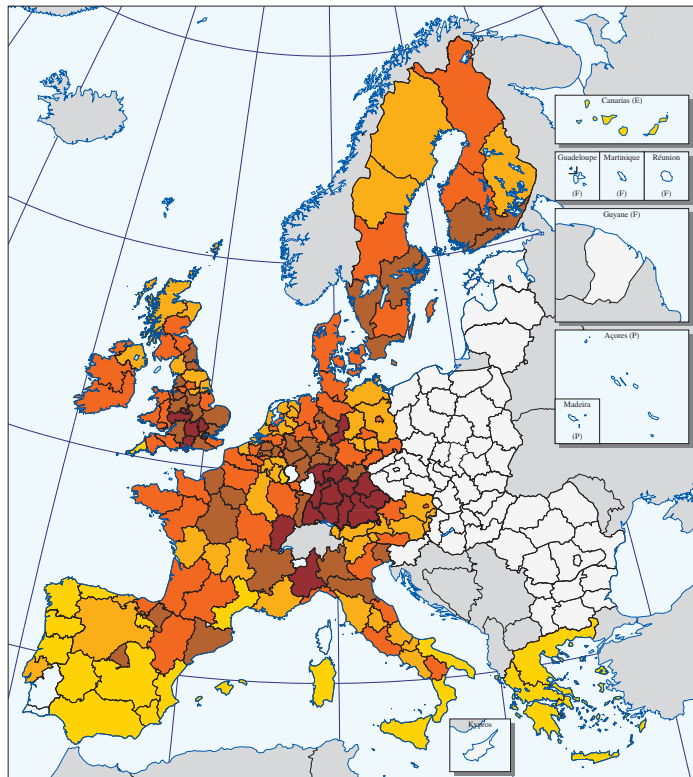 Canarias (E)
Guadeloupe
Martinique
Réunion
(F)
(F)
(F)
Guyane (F)
Açores (P)
Madeira
(P)
Kypros